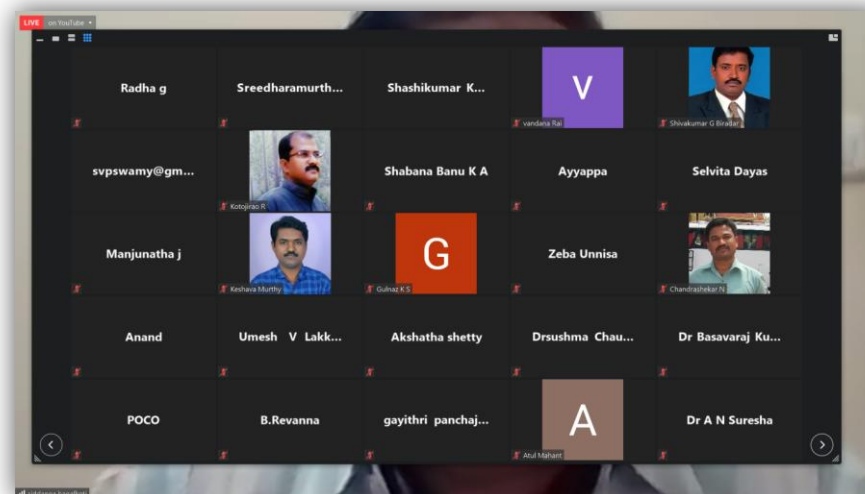 LIVE on YouTube
Radha g
Sreedharamurth...
Shashikumar K...
V
vandana Rai
Shivakumar G Biradar
svpswamy@gm...
Kotojirao R
Shabana Banu K A
Ayyappa
Selvita Dayas
Manjunatha j
Keshava Murthy
G
Gulnaz K S
Zeba Unnisa
Chandrashekar N
Anand
Umesh V Lakk...
Akshatha shetty
Drsushma Chau...
Dr Basavaraj Ku...
POCO
B.Revanna
gayithri panchaj...
A
Atul Mahant
Dr A N Suresha